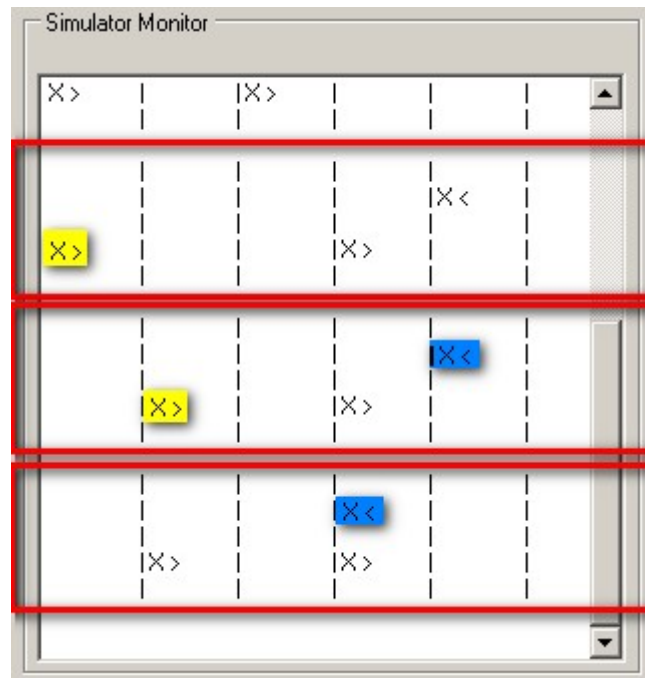 Simulator Monitor
X> | |X> | | |
| | | | |
| | | | |
| | | |X< |
| | | | |
X> | | |X> | |
| | | | |
| | | | |
| | | |X< |
| | | | |
|X> | |X> | |
| | | | |
| | | | |
| | |X< | |
| | | | |
|X> | |X> | |
| | | | |